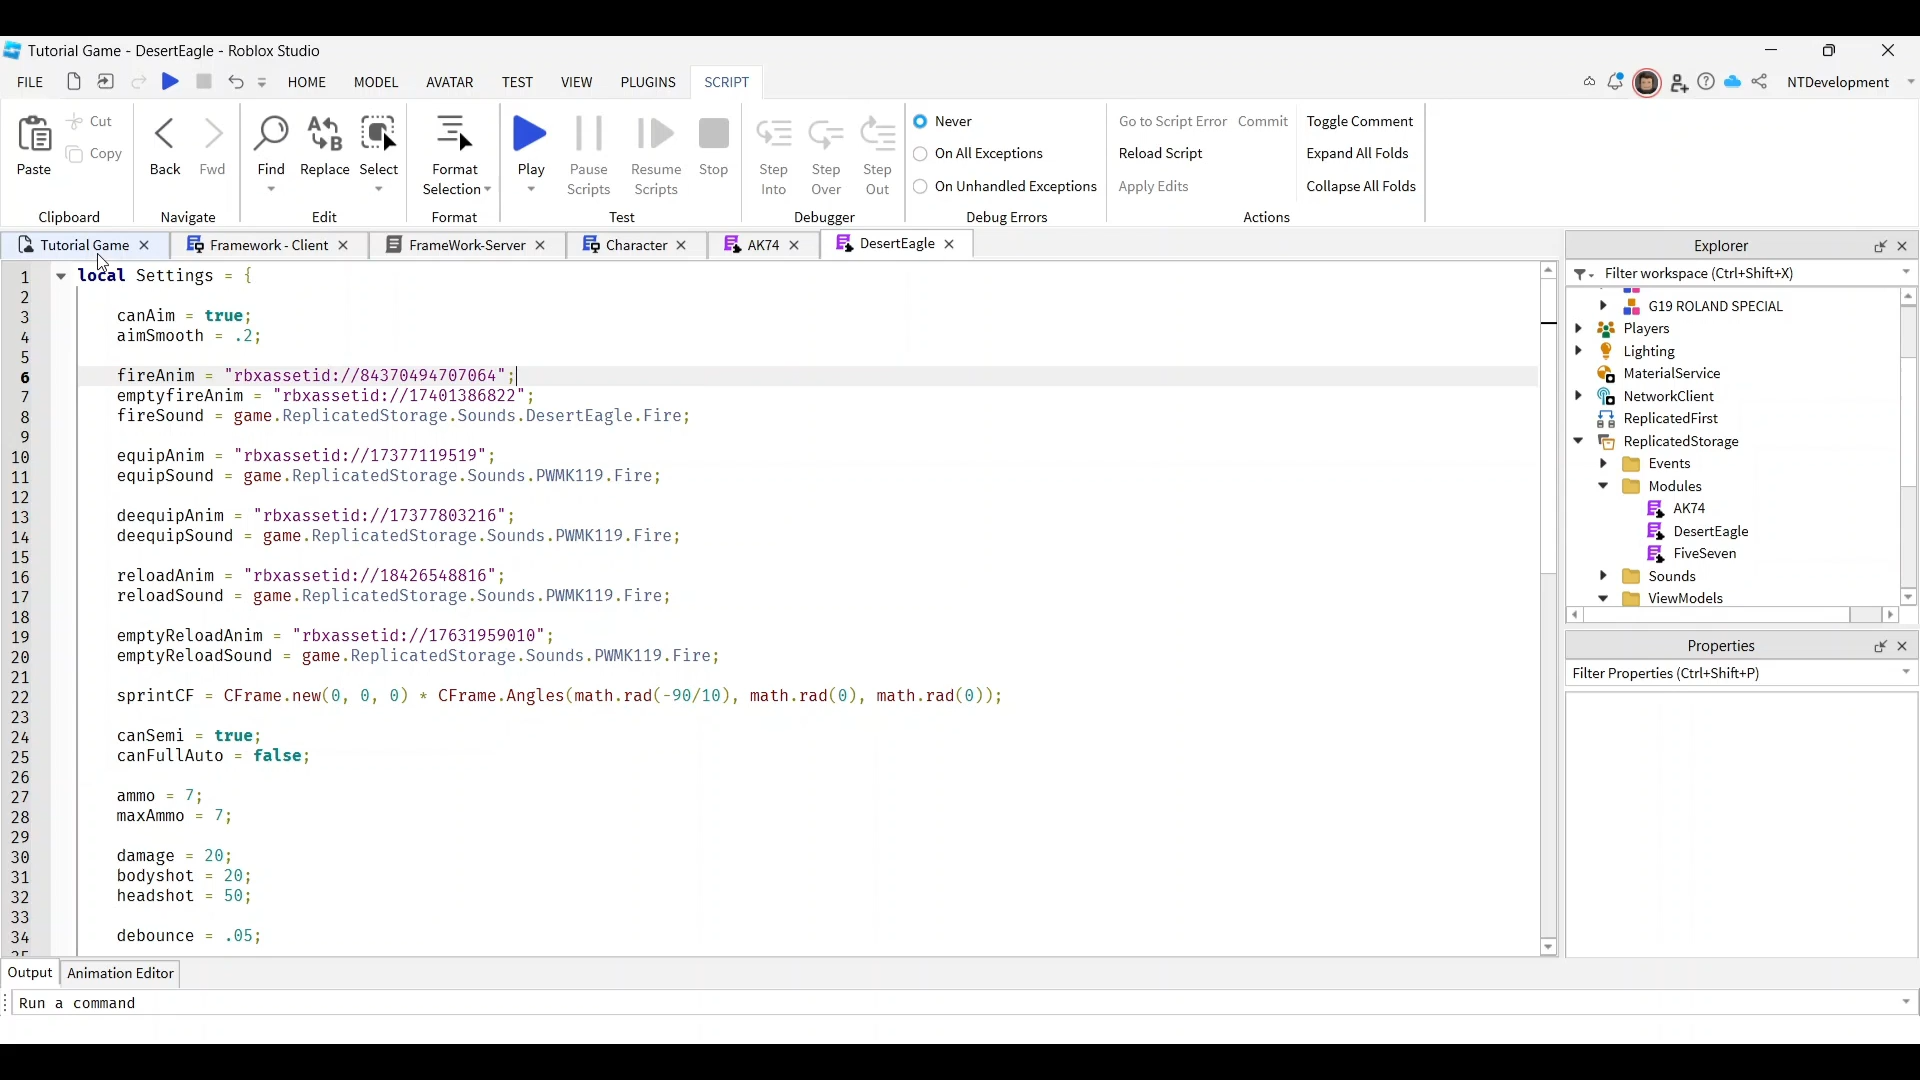 Tutorial Game - DesertEagle - Roblox Studio
FILE
HOME
MODEL
AVATAR
TEST
VIEW
PLUGINS
SCRIPT
NTDevelopment
Paste
Cut
Copy
Clipboard
Back
Fwd
Navigate
Find
Replace
Select
Edit
Format
Selection
Format
Play
Pause
Scripts
Resume
Scripts
Stop
Test
Step
Into
Step
Over
Step
Out
Debugger
Never
On All Exceptions
On Unhandled Exceptions
Debug Errors
Go to Script Error
Commit
Toggle Comment
Reload Script
Expand All Folds
Apply Edits
Collapse All Folds
Actions
Tutorial Game
Framework - Client
FrameWork-Server
Character
AK74
DesertEagle
1 local Settings = {
2
3 canAim = true;
4 aimSmooth = .2;
5
6 fireAnim = "rbxassetid://84370494707064";
7 emptyfireAnim = "rbxassetid://17401386822";
8 fireSound = game.ReplicatedStorage.Sounds.DesertEagle.Fire;
9
10 equipAnim = "rbxassetid://17377119519";
11 equipSound = game.ReplicatedStorage.Sounds.PWMK119.Fire;
12
13 deequipAnim = "rbxassetid://17377803216";
14 deequipSound = game.ReplicatedStorage.Sounds.PWMK119.Fire;
15
16 reloadAnim = "rbxassetid://18426548816";
17 reloadSound = game.ReplicatedStorage.Sounds.PWMK119.Fire;
18
19 emptyReloadAnim = "rbxassetid://17631959010";
20 emptyReloadSound = game.ReplicatedStorage.Sounds.PWMK119.Fire;
21
22 sprintCF = CFrame.new(0, 0, 0) * CFrame.Angles(math.rad(-90/10), math.rad(0), math.rad(0));
23
24 canSemi = true;
25 canFullAuto = false;
26
27 ammo = 7;
28 maxAmmo = 7;
29
30 damage = 20;
31 bodyshot = 20;
32 headshot = 50;
33
34 debounce = .05;
35
Explorer
Filter workspace (Ctrl+Shift+X)
G19 ROLAND SPECIAL
Players
Lighting
MaterialService
NetworkClient
ReplicatedFirst
ReplicatedStorage
Events
Modules
AK74
DesertEagle
FiveSeven
Sounds
ViewModels
Properties
Filter Properties (Ctrl+Shift+P)
Output
Animation Editor
Run a command